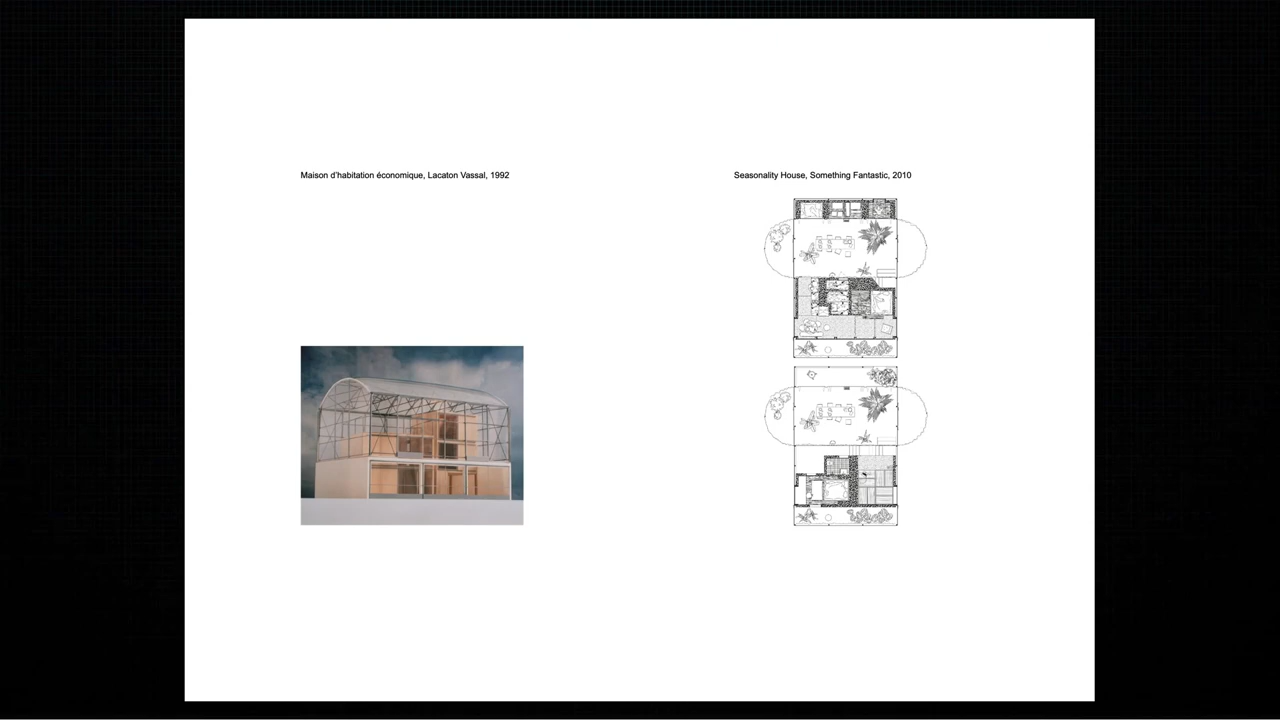 Maison d'habitation économique, Lacaton Vassal, 1992
Seasonality House, Something Fantastic, 2010